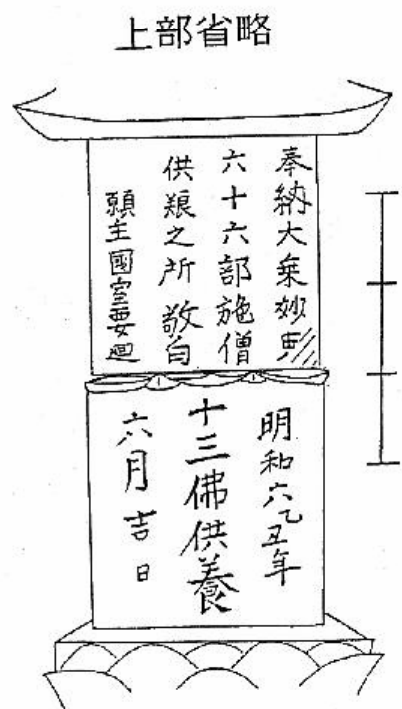 上部省略
奉納大乗妙典
六十六部施僧
供粮之所 敬白
願主國室要廻
明和六乙丑年
十三佛供養
六月吉日